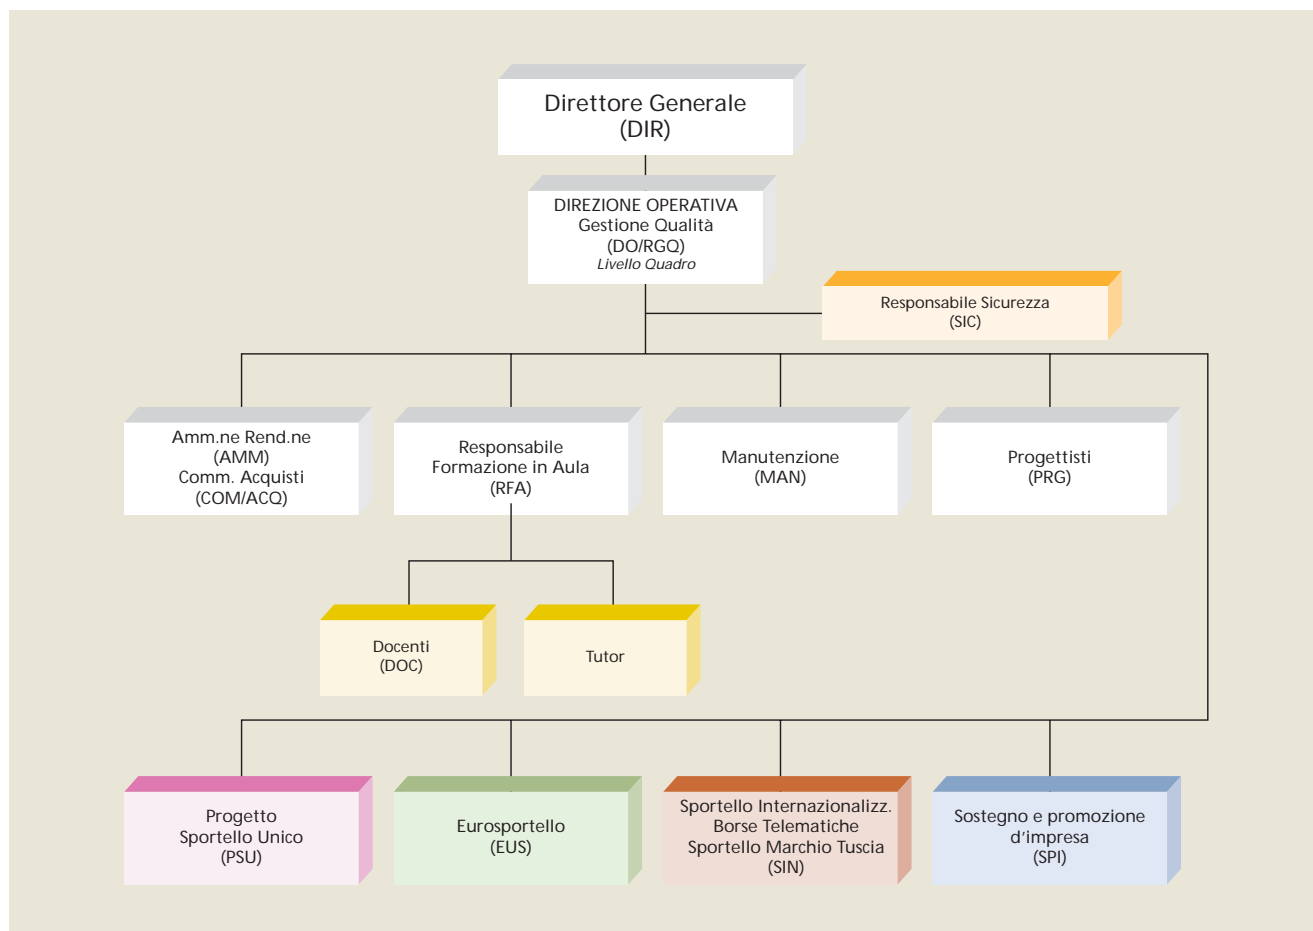 Direttore Generale
(DIR)
DIREZIONE OPERATIVA
Gestione Qualità
(DO/RGQ)
Livello Quadro
Responsabile Sicurezza
(SIC)
Amm.ne Rend.ne
(AMM)
Comm. Acquisti
(COM/ACQ)
Responsabile
Formazione in Aula
(RFA)
Manutenzione
(MAN)
Progettisti
(PRG)
Docenti
(DOC)
Tutor
Progetto
Sportello Unico
(PSU)
Eurosportello
(EUS)
Sportello Internazionalizz.
Borse Telematiche
Sportello Marchio Tuscia
(SIN)
Sostegno e promozione
d'impresa
(SPI)